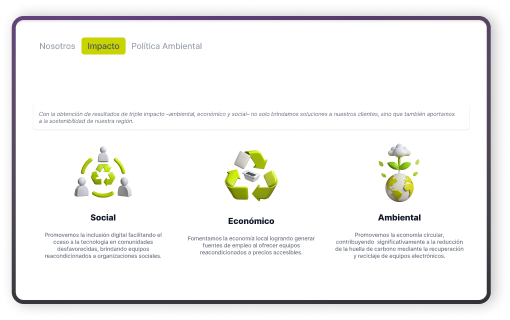 Nosotros Impacto Política Ambiental
Con la obtención de resultados de triple impacto –ambiental, económico y social– no solo brindamos soluciones a nuestros clientes, sino que también aportamos
a la sostenibilidad de nuestra región.
Social
Promovamos la inclusión digital facilitando el
cceso a la tecnología en comunidades
desfavorecidas, brindando equipos
reacondicionados a organizaciones sociales.
Económico
Fomentamos la economía local logrando generar
fuentes de empleo al ofrecer equipos
reacondicionados a precios accesibles.
Ambiental
Promovemos la economía circular,
contribuyendo significativamente a la reducción
de la huella de carbono mediante la recuperación
y reciclaje de equipos electrónicos.